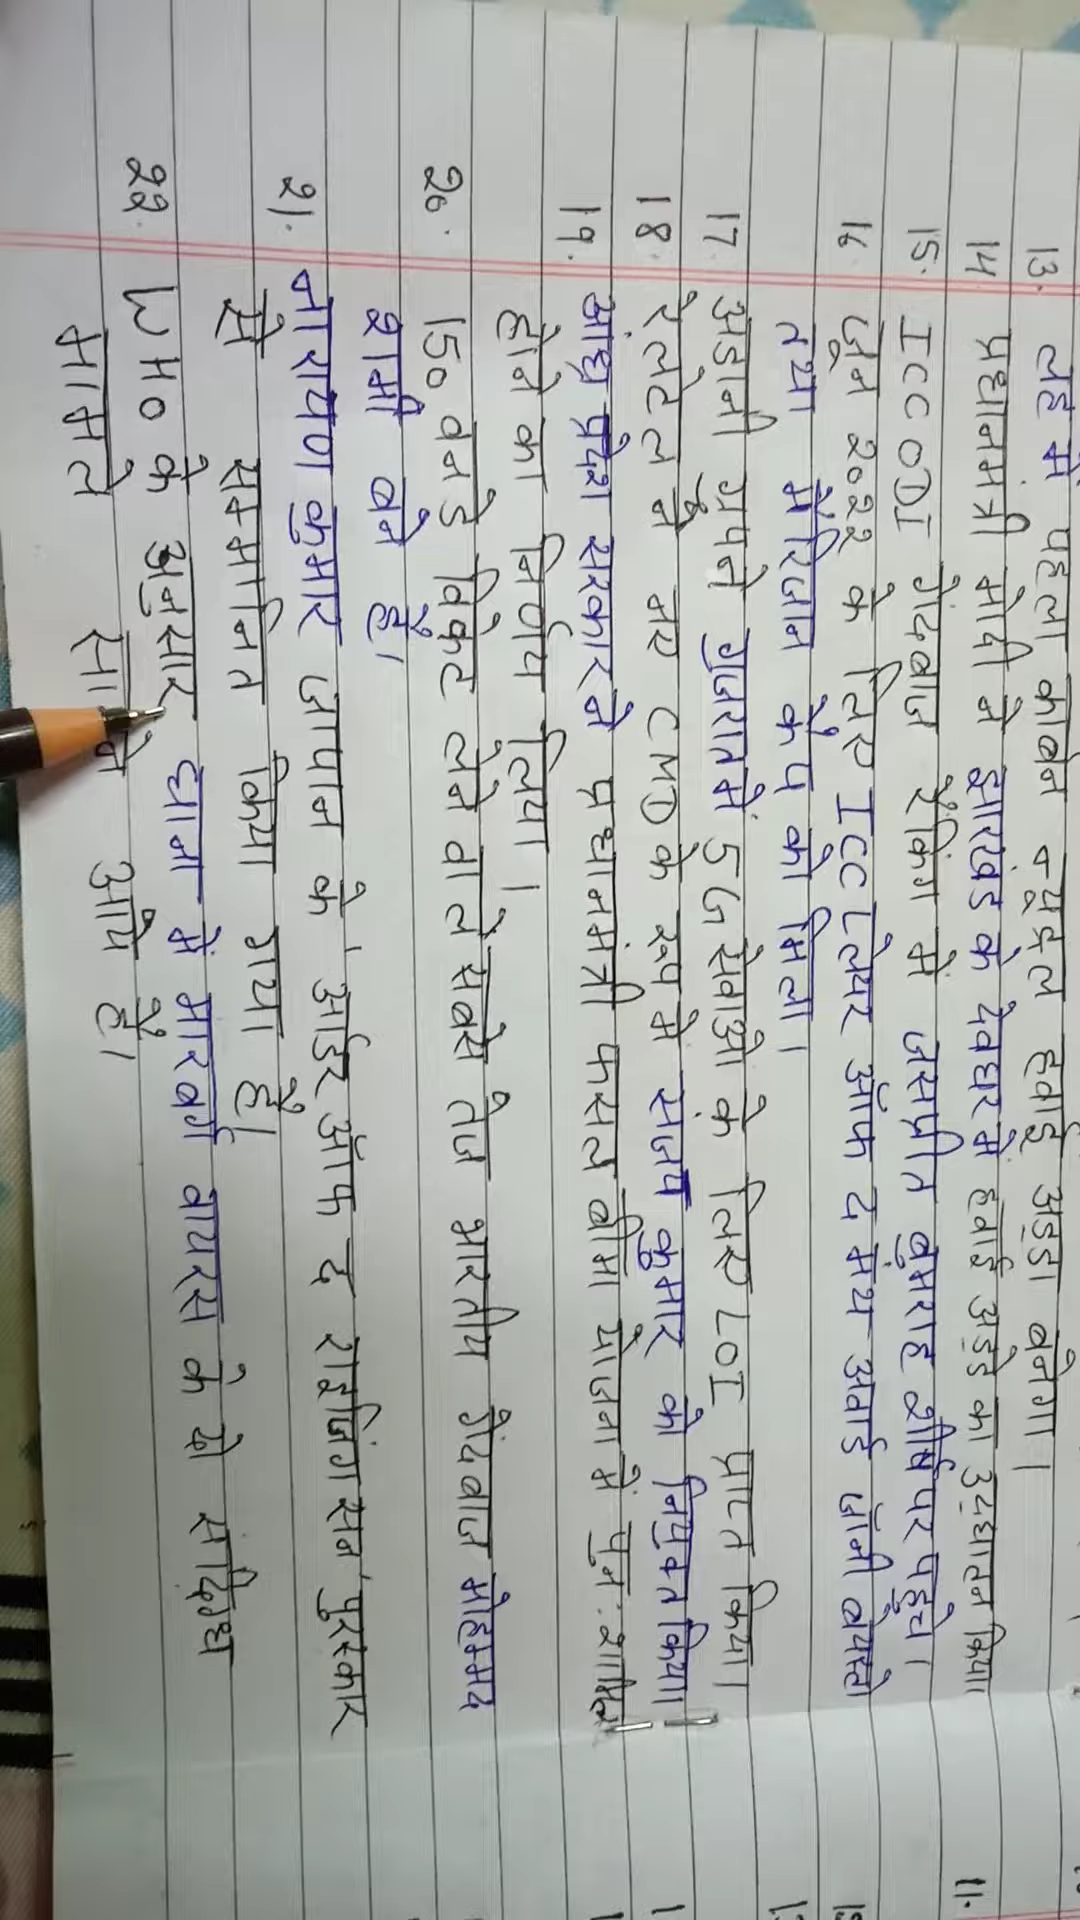 13. लेह में पहला कार्बन न्यूट्रल हवाई अड्डा बनेगा।
14 प्रधानमंत्री मोदी ने झारखंड के देवघर में हवाई अड्डे का उद्घाटन किया।
15. ICC ODI गेंदबाज रैंकिंग में जसप्रीत बुमराह शीर्ष पर पहुँचे।
16. जून 2022 के लिए ICC प्लेयर ऑफ द मंथ अवार्ड जॉनी बेयरस्टो
तथा मैरिजान कैप को मिला।
17. अडानी ग्रुप ने गुजरात में 5G सेवाओं के लिए LOI प्राप्त किया।
18. रेलटेल ने नए CMD के रूप में संजय कुमार को नियुक्त किया।
19. आंध्र प्रदेश सरकार ने प्रधानमंत्री फसल बीमा योजना में पुन: शामिल
होने का निर्णय लिया।
20. 150 वनडे विकेट लेने वाले सबसे तेज भारतीय गेंदबाज मोहम्मद
शामी बने हैं।
21. नारायण कुमार जापान के 'आर्डर ऑफ द राइजिंग सन' पुरस्कार
से सम्मानित किया गया। है।
22. WHO के अनुसार घाना में मारबर्ग वायरस के दो संदिग्ध
मामले सामने आये हैं।
11.